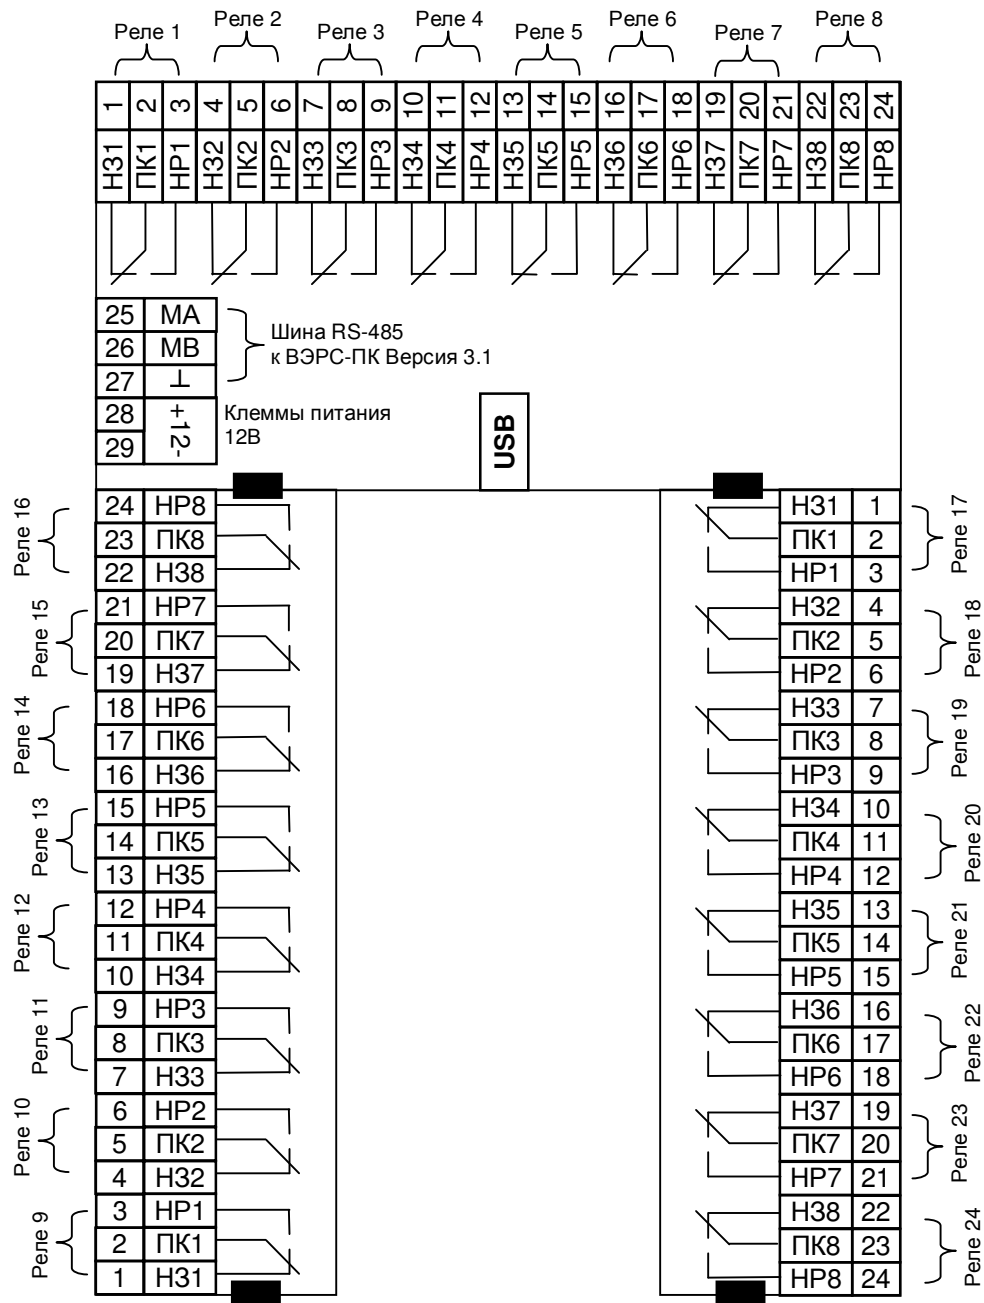 Реле 1
Реле 2
Реле 3
Реле 4
Реле 5
Реле 6
Реле 7
Реле 8
1 2 3 4 5 6 7 8 9 10 11 12 13 14 15 16 17 18 19 20 21 22 23 24
НЗ1 ПК1 НР1 НЗ2 ПК2 НР2 НЗ3 ПК3 НР3 НЗ4 ПК4 НР4 НЗ5 ПК5 НР5 НЗ6 ПК6 НР6 НЗ7 ПК7 НР7 НЗ8 ПК8 НР8
25 МА
26 МВ
27 ⊥
28
29
+12-
Шина RS-485
к ВЭРС-ПК Версия 3.1
Клеммы питания
12В
USB
Реле 16
24 НР8
23 ПК8
22 НЗ8
Реле 15
21 НР7
20 ПК7
19 НЗ7
Реле 14
18 НР6
17 ПК6
16 НЗ6
Реле 13
15 НР5
14 ПК5
13 НЗ5
Реле 12
12 НР4
11 ПК4
10 НЗ4
Реле 11
9 НР3
8 ПК3
7 НЗ3
Реле 10
6 НР2
5 ПК2
4 НЗ2
Реле 9
3 НР1
2 ПК1
1 НЗ1
НЗ1 1
ПК1 2
НР1 3
Реле 17
НЗ2 4
ПК2 5
НР2 6
Реле 18
НЗ3 7
ПК3 8
НР3 9
Реле 19
НЗ4 10
ПК4 11
НР4 12
Реле 20
НЗ5 13
ПК5 14
НР5 15
Реле 21
НЗ6 16
ПК6 17
НР6 18
Реле 22
НЗ7 19
ПК7 20
НР7 21
Реле 23
НЗ8 22
ПК8 23
НР8 24
Реле 24